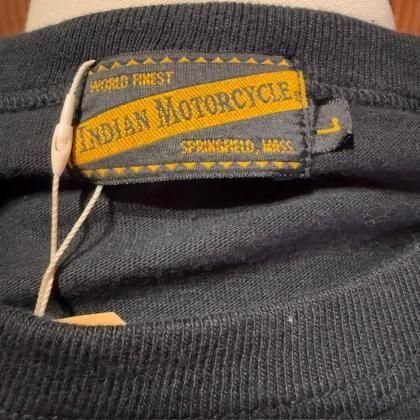 WORLD FINEST
INDIAN MOTORCYCLE
SPRINGFIELD, MASS
L